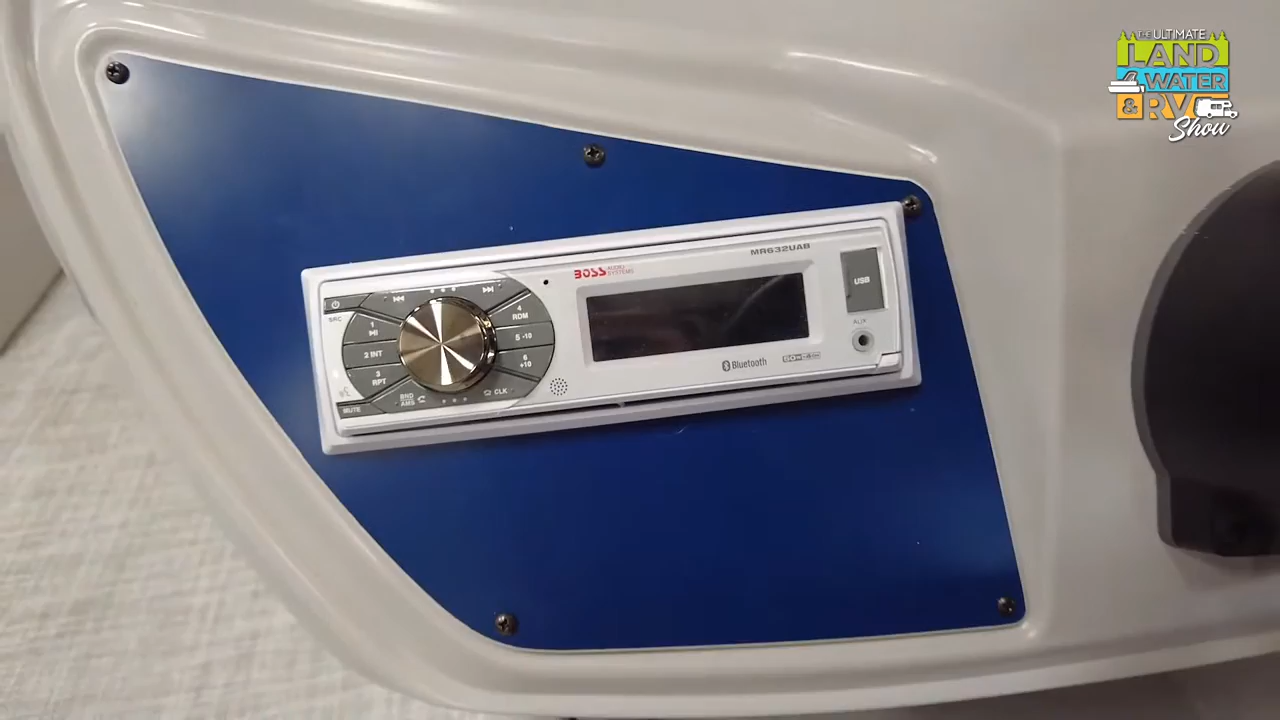 THE ULTIMATE
LAND
& WATER
& RV
Show
MR632UAB
BOSS AUDIO SYSTEMS
USB
AUX
SRC
1
2 INT
3
RPT
MUTE
BND
AMS
CLK
4
RDM
5 -10
6
+10
Bluetooth